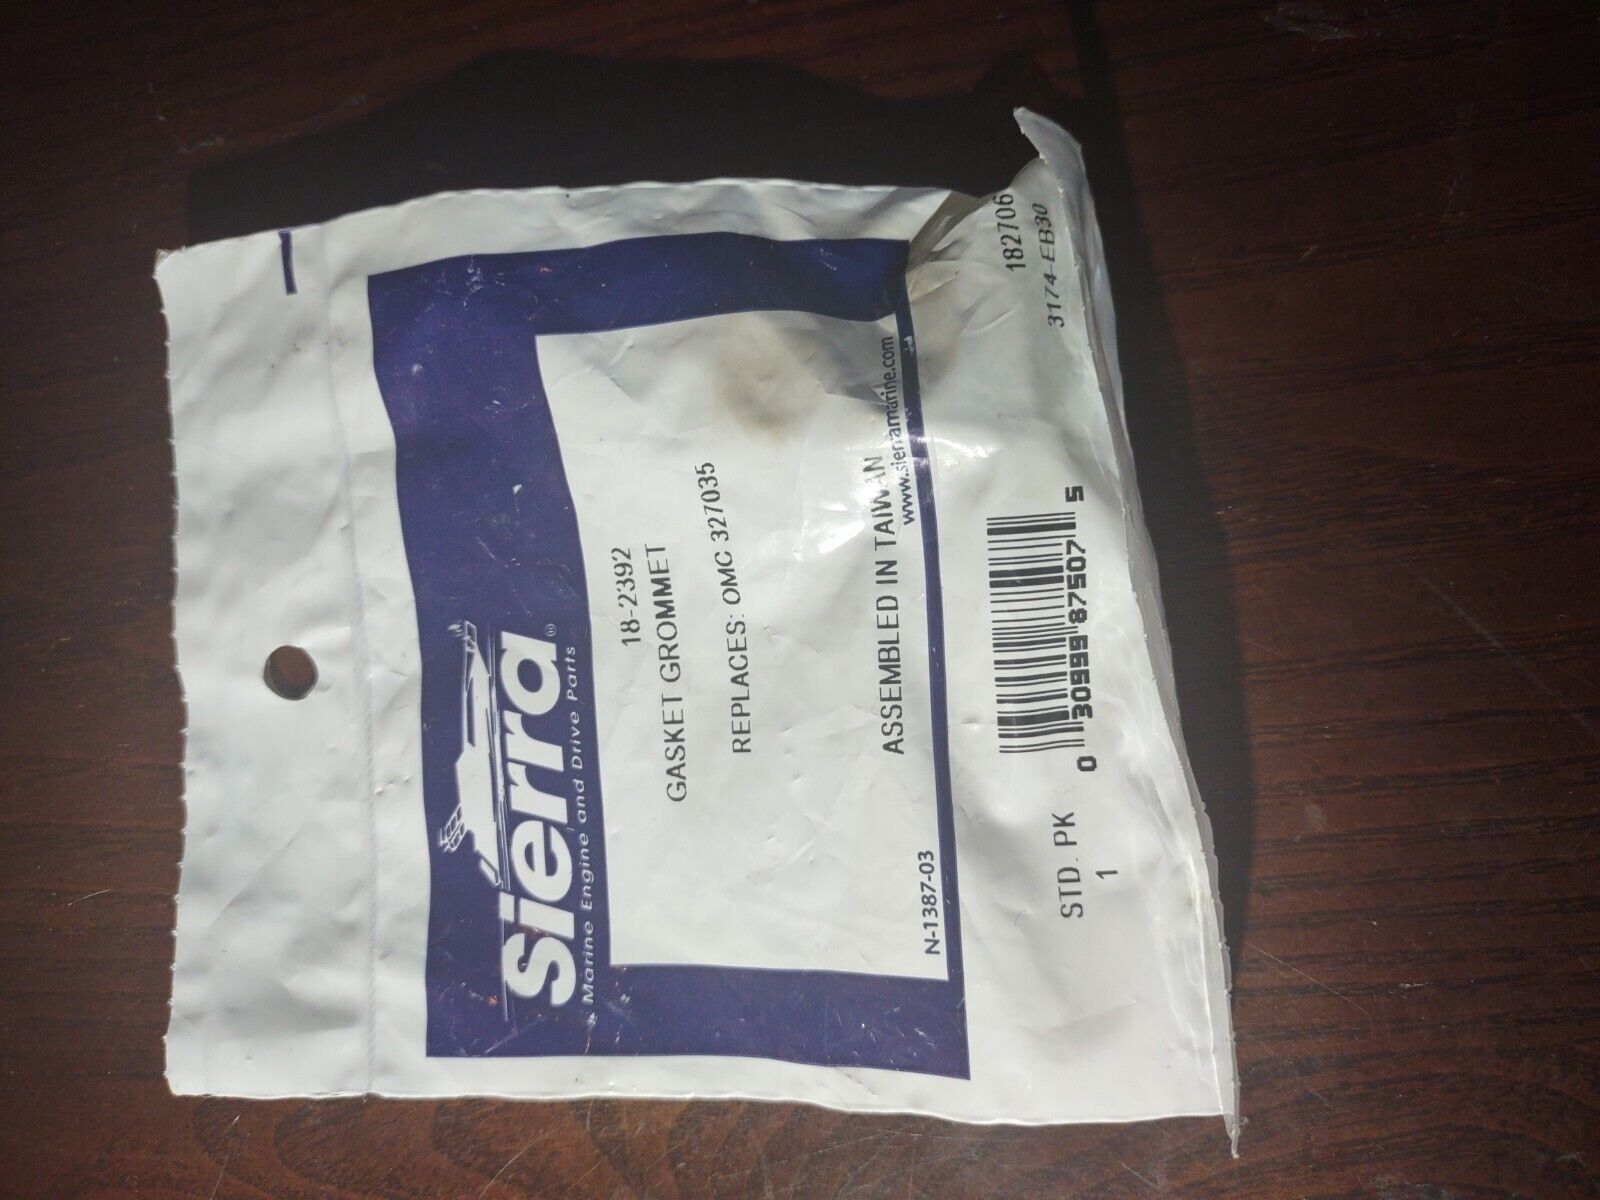 sierra®
Marine Engine and Drive Parts
18-2392
GASKET GROMMET
REPLACES: OMC 327035
ASSEMBLED IN TAIWAN
N-1387-03 www.sierramarine.com
STD. PK
1
0 30999 87507 5
182706
3174-EB30